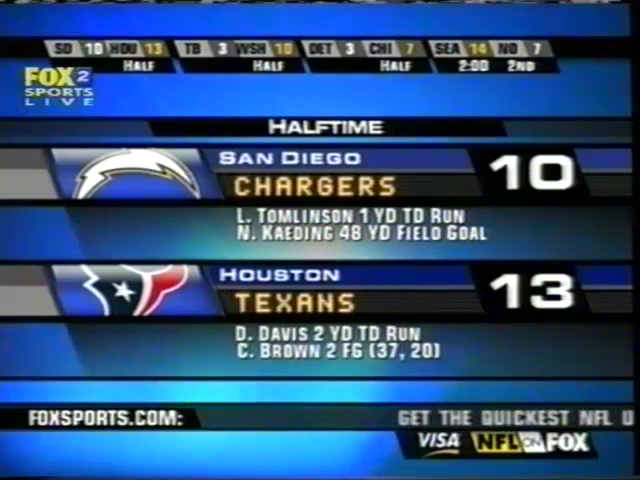 SD 10 HOU 13 TB 3 WSH 10 DET 3 CHI 7 SEA 14 NO 7
HALF HALF HALF 2:00 2ND
FOX 2
SPORTS
LIVE
HALFTIME
SAN DIEGO
CHARGERS
10
L. TOMLINSON 1 YD TD RUN
N. KAEDING 48 YD FIELD GOAL
HOUSTON
TEXANS
13
D. DAVIS 2 YD TD RUN
C. BROWN 2 FG (37, 20)
FOXSPORTS.COM: GET THE QUICKEST NFL U
VISA NFL ON FOX